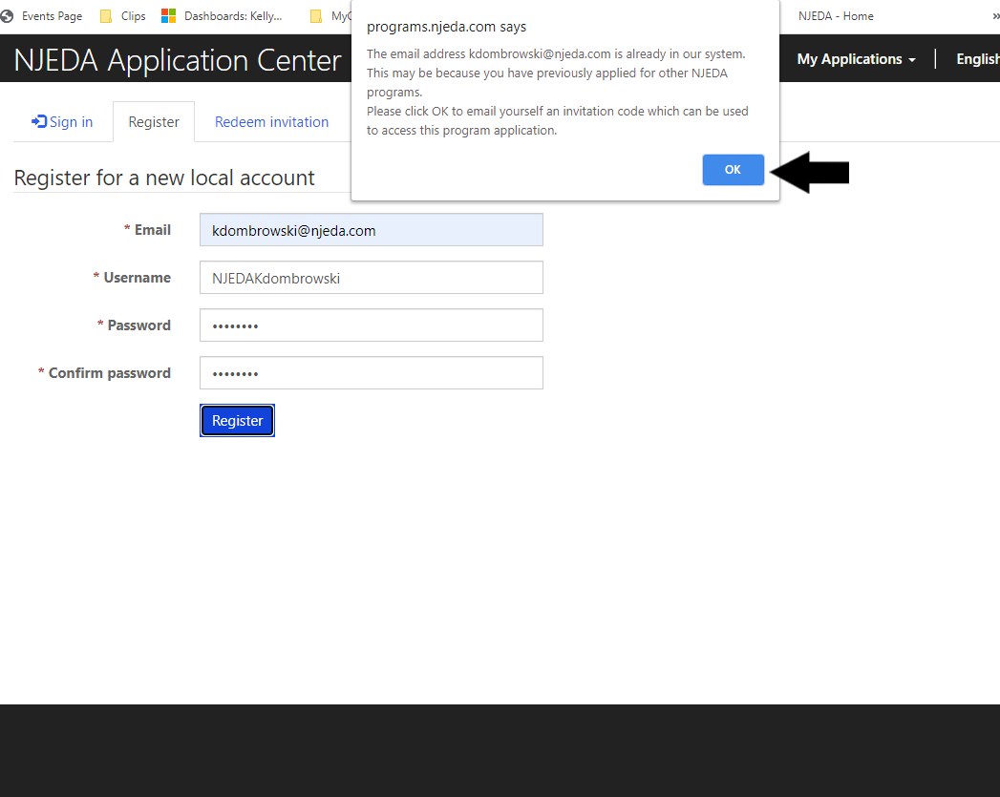 Events Page Clips Dashboards: Kelly... NJEDA - Home »
programs.njeda.com says
The email address kdombrowski@njeda.com is already in our system.
This may be because you have previously applied for other NJEDA
programs.
Please click OK to email yourself an invitation code which can be used
to access this program application.
OK
NJEDA Application Center My Applications English
Sign in Register Redeem invitation
Register for a new local account
* Email kdombrowski@njeda.com
* Username NJEDAKdombrowski
* Password ••••••••
* Confirm password ••••••••
Register